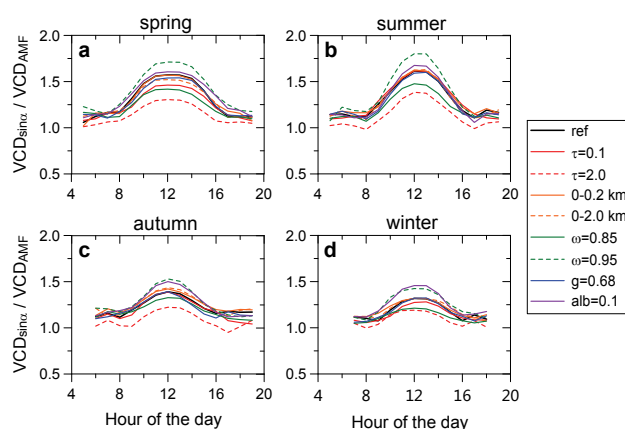 spring
summer
a
b
VCDsinα / VCDAMF
2.0
1.5
1.0
0.5
4 8 12 16 20
2.0
1.5
1.0
0.5
4 8 12 16 20
autumn
winter
c
d
VCDsinα / VCDAMF
2.0
1.5
1.0
0.5
4 8 12 16 20
2.0
1.5
1.0
0.5
4 8 12 16 20
Hour of the day
Hour of the day
ref
τ=0.1
τ=2.0
0-0.2 km
0-2.0 km
ω=0.85
ω=0.95
g=0.68
alb=0.1